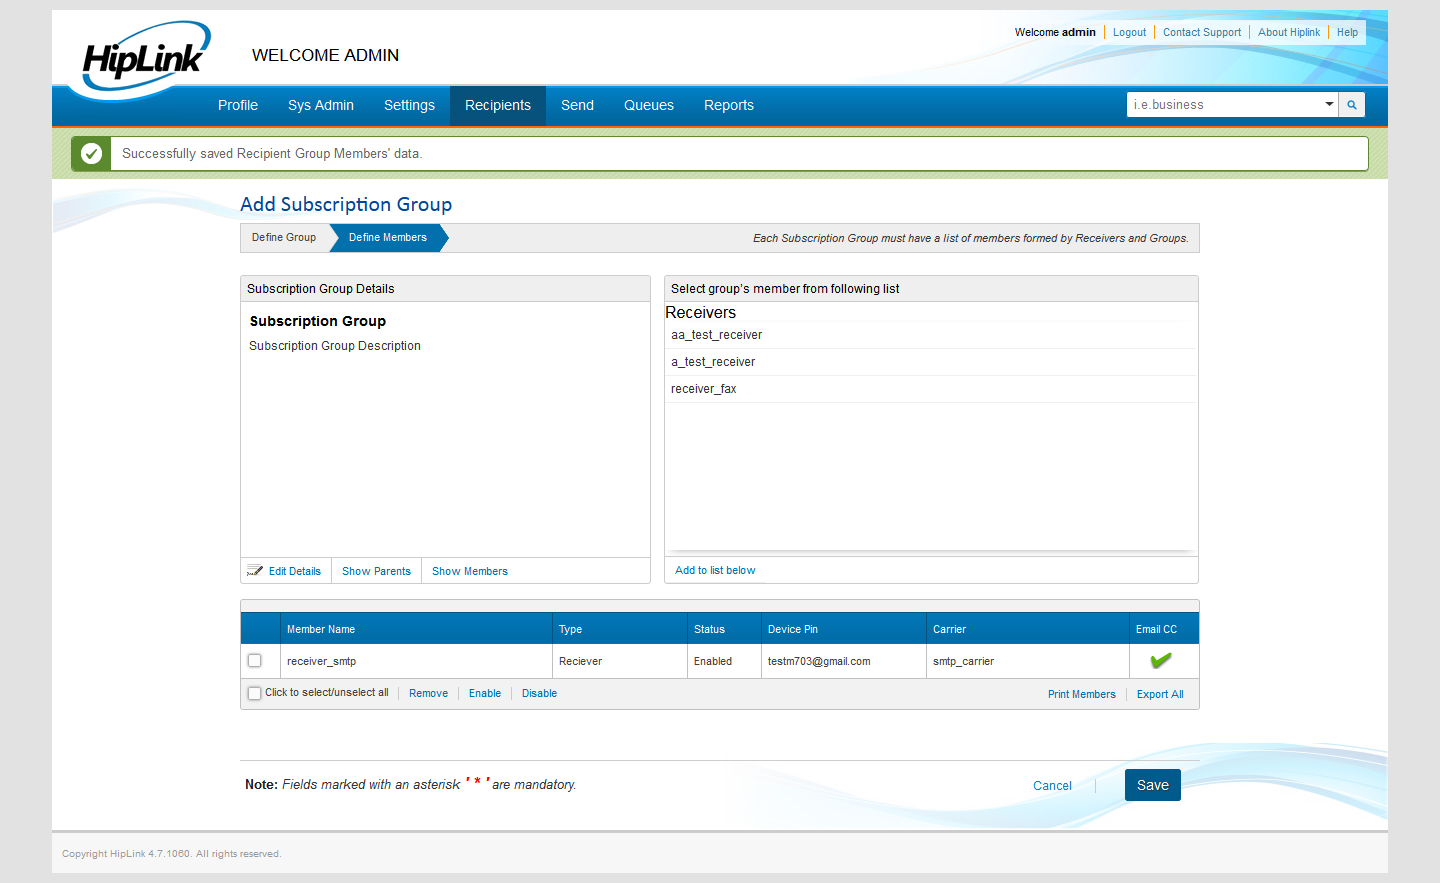 HipLink
WELCOME ADMIN
Welcome admin Logout Contact Support About Hiplink Help
Profile Sys Admin Settings Recipients Send Queues Reports
i.e.business
Successfully saved Recipient Group Members' data.
Add Subscription Group
Define Group Define Members Each Subscription Group must have a list of members formed by Receivers and Groups.
Subscription Group Details
Subscription Group
Subscription Group Description
Edit Details Show Parents Show Members
Select group's member from following list
Receivers
aa_test_receiver
a_test_receiver
receiver_fax
Add to list below
Member Name Type Status Device Pin Carrier Email CC
receiver_smtp Reciever Enabled testm703@gmail.com smtp_carrier
Click to select/unselect all Remove Enable Disable Print Members Export All
Note: Fields marked with an asterisk ' * ' are mandatory.
Cancel Save
Copyright HipLink 4.7.1060. All rights reserved.